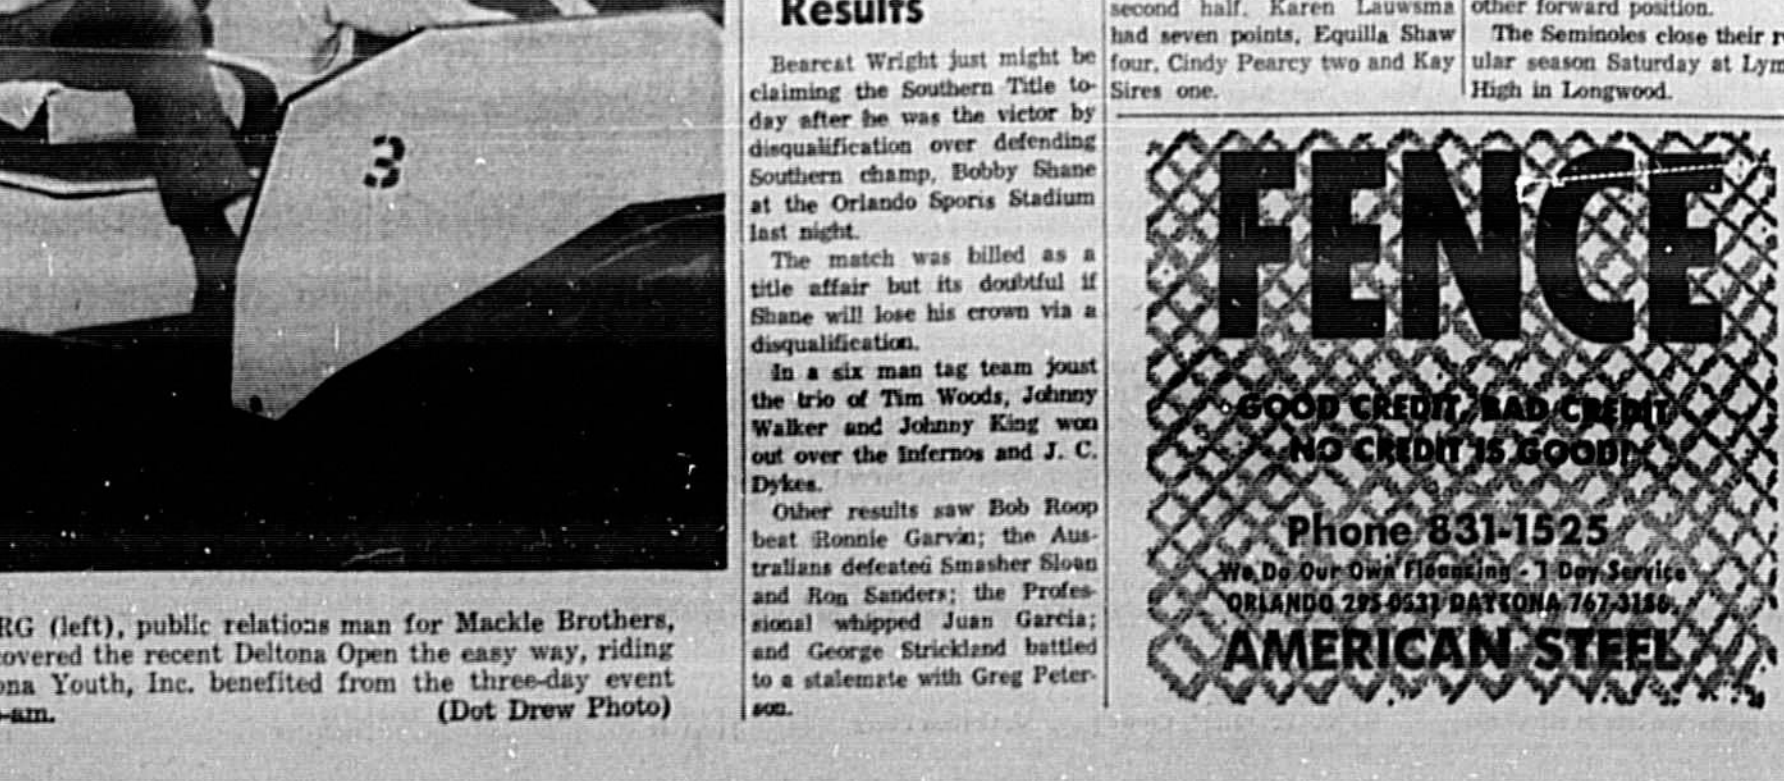 3
RG (left), public relations man for Mackle Brothers,
overed the recent Deltona Open the easy way, riding
ona Youth, Inc. benefited from the three-day event
-am. (Dot Drew Photo)
Results
Bearcat Wright just might be
claiming the Southern Title to-
day after he was the victor by
disqualification over defending
Southern champ, Bobby Shane
at the Orlando Sports Stadium
last night.
The match was billed as a
title affair but its doubtful if
Shane will lose his crown via a
disqualification.
In a six man tag team joust
the trio of Tim Woods, Johnny
Walker and Johnny King won
out over the Infernos and J. C.
Dykes.
Other results saw Bob Roop
beat Ronnie Garvin; the Aus-
tralians defeated Smasher Sloan
and Ron Sanders; the Profes-
sional whipped Juan Garcia;
and George Strickland battled
to a stalemate with Greg Peter-
son.
second half. Karen Lauwsma
had seven points, Equilla Shaw
four, Cindy Pearcy two and Kay
Sires one.
other forward position.
The Seminoles close their r
ular season Saturday at Lym
High in Longwood.
FENCE
GOOD CREDIT, BAD CREDIT
NO CREDIT IS GOOD!
Phone 831-1525
We Do Our Own Financing - 1 Day Service
ORLANDO 295-0531 DAYTONA 767-3186
AMERICAN STEEL